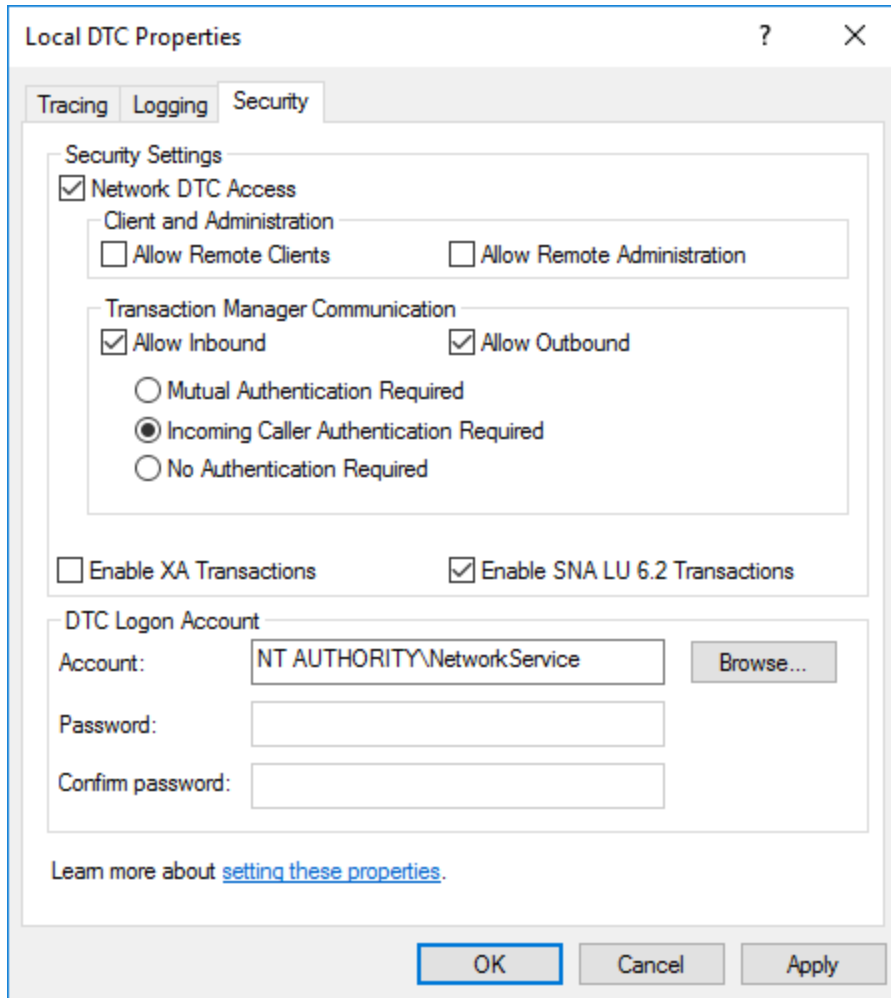 Local DTC Properties ? ×
Tracing Logging Security
Security Settings
Network DTC Access
Client and Administration
Allow Remote Clients Allow Remote Administration
Transaction Manager Communication
Allow Inbound Allow Outbound
Mutual Authentication Required
Incoming Caller Authentication Required
No Authentication Required
Enable XA Transactions Enable SNA LU 6.2 Transactions
DTC Logon Account
Account: NT AUTHORITY\NetworkService Browse...
Password:
Confirm password:
Learn more about setting these properties.
OK Cancel Apply